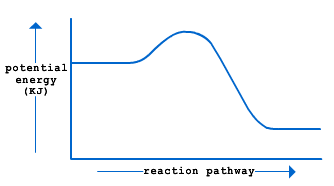 potential
energy
(KJ)
reaction pathway